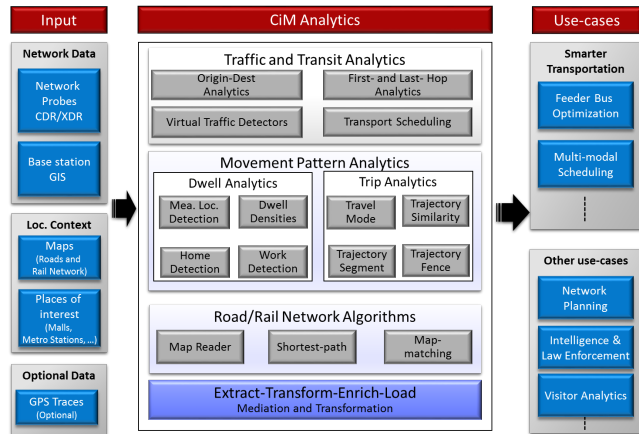 Input
CiM Analytics
Use-cases
Network Data
Network
Probes
CDR/XDR
Base station
GIS
Loc. Context
Maps
(Roads and
Rail Network)
Places of
interest
(Malls,
Metro Stations, ...)
Optional Data
GPS Traces
(Optional)
Traffic and Transit Analytics
Origin-Dest
Analytics
First- and Last- Hop
Analytics
Virtual Traffic Detectors
Transport Scheduling
Movement Pattern Analytics
Dwell Analytics
Mea. Loc.
Detection
Dwell
Densities
Home
Detection
Work
Detection
Trip Analytics
Travel
Mode
Trajectory
Similarity
Trajectory
Segment
Trajectory
Fence
Road/Rail Network Algorithms
Map Reader
Shortest-path
Map-
matching
Extract-Transform-Enrich-Load
Mediation and Transformation
Smarter
Transportation
Feeder Bus
Optimization
Multi-modal
Scheduling
Other use-cases
Network
Planning
Intelligence &
Law Enforcement
Visitor Analytics